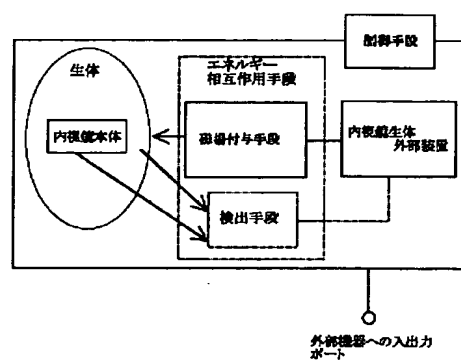 制御手段
生体
エネルギー
相互作用手段
内視鏡本体
磁場付与手段
内視鏡生体
外部装置
検出手段
外部機器への入出力
ポート